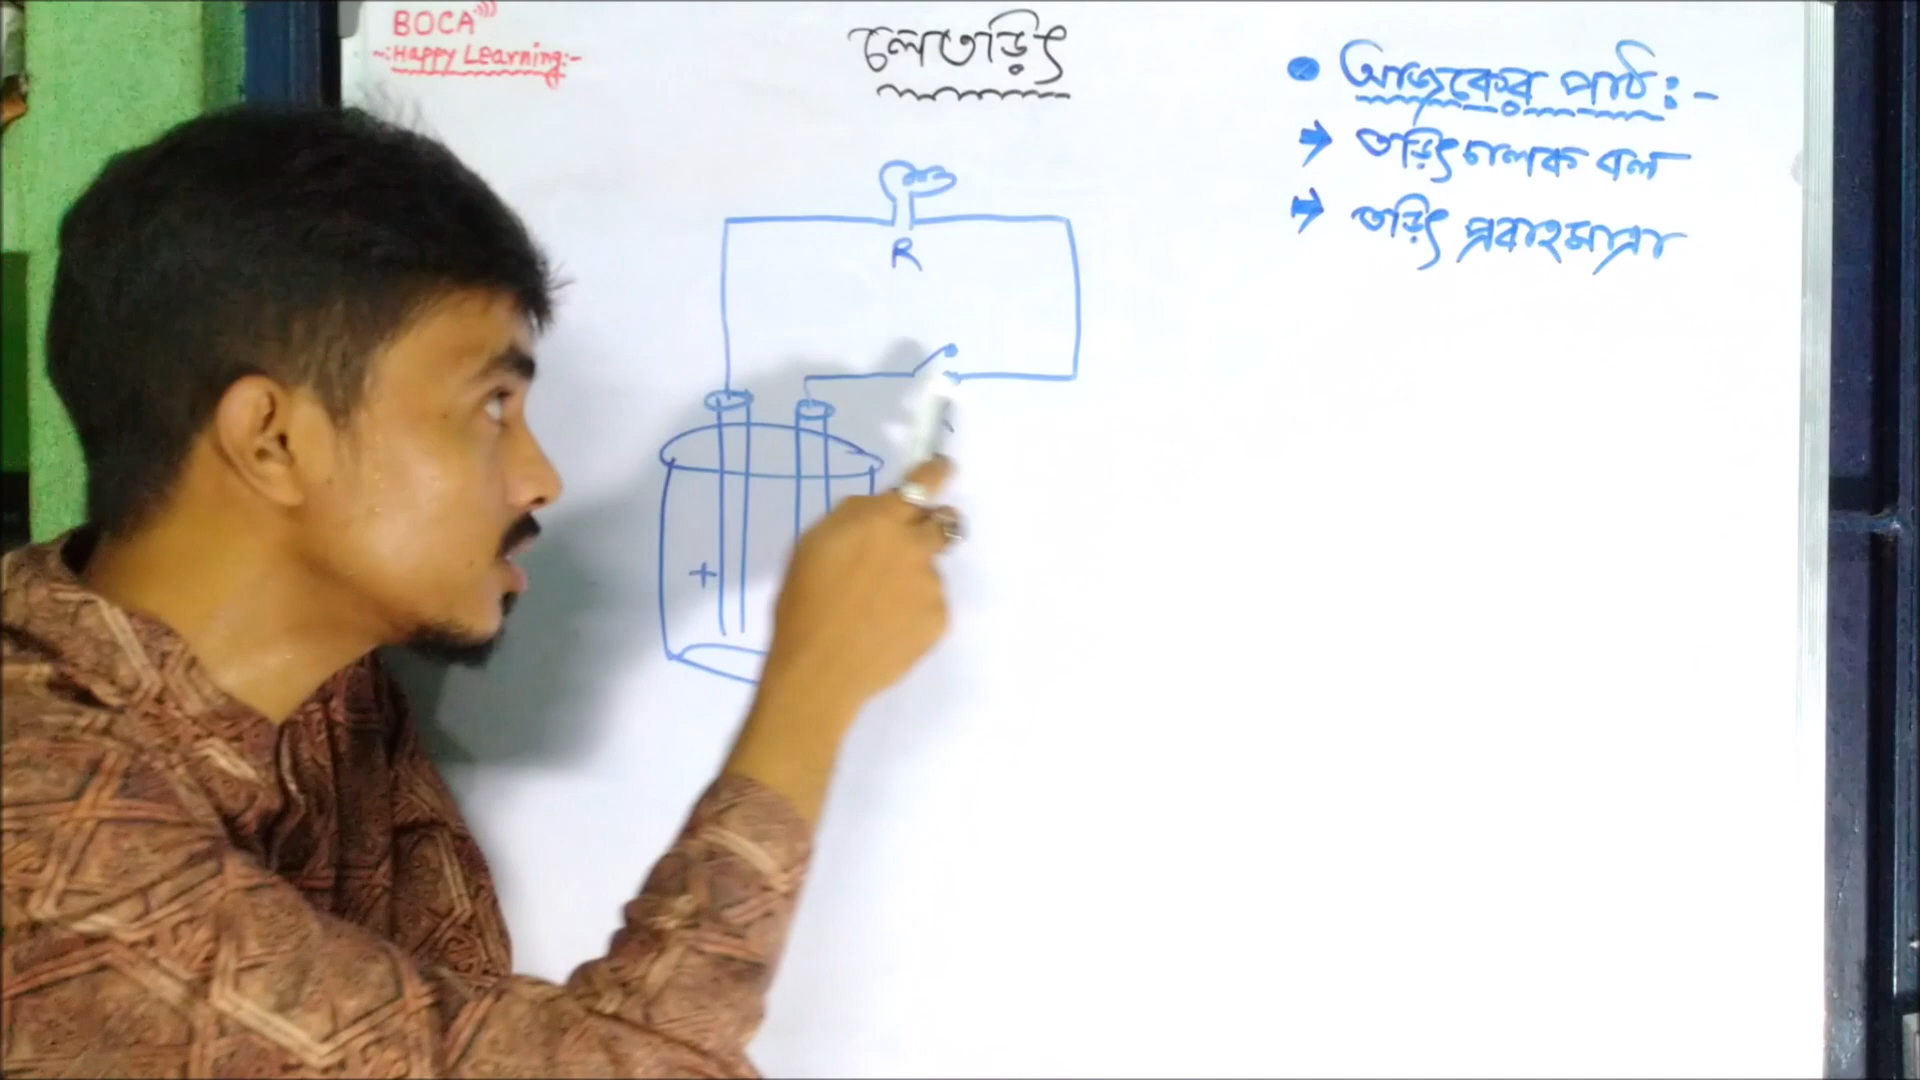 BOCA
-:Happy Learning:-
চলতড়িৎ
• আজকের পাঠ:-
→ তড়িৎচালক বল
→ তড়িৎ প্রবাহমাত্রা
R
+